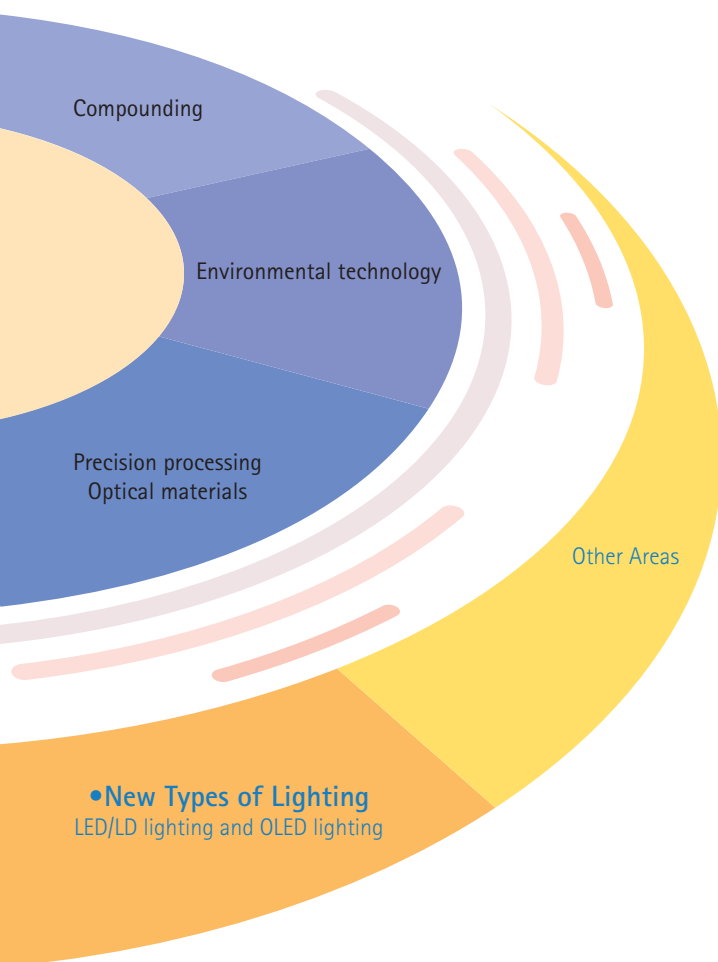 Compounding
Environmental technology
Precision processing
Optical materials
Other Areas
•New Types of Lighting
LED/LD lighting and OLED lighting